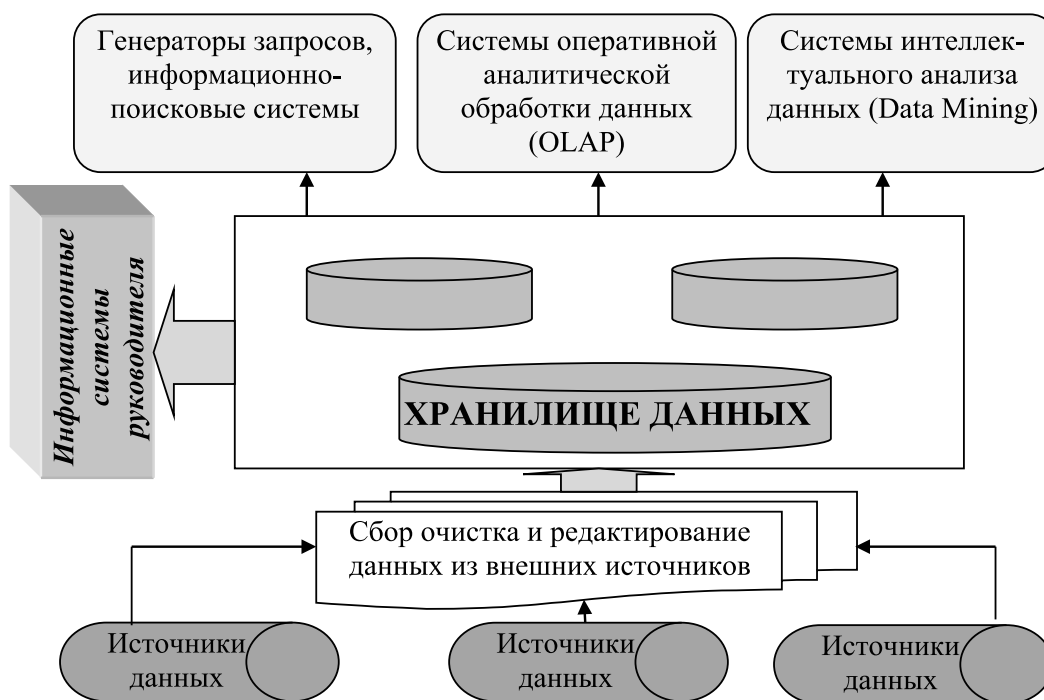 Генераторы запросов,
информационно-
поисковые системы
Системы оперативной
аналитической
обработки данных
(OLAP)
Системы интеллек-
туального анализа
данных (Data Mining)
Информационные
системы
руководителя
ХРАНИЛИЩЕ ДАННЫХ
Сбор очистка и редактирование
данных из внешних источников
Источники
данных
Источники
данных
Источники
данных